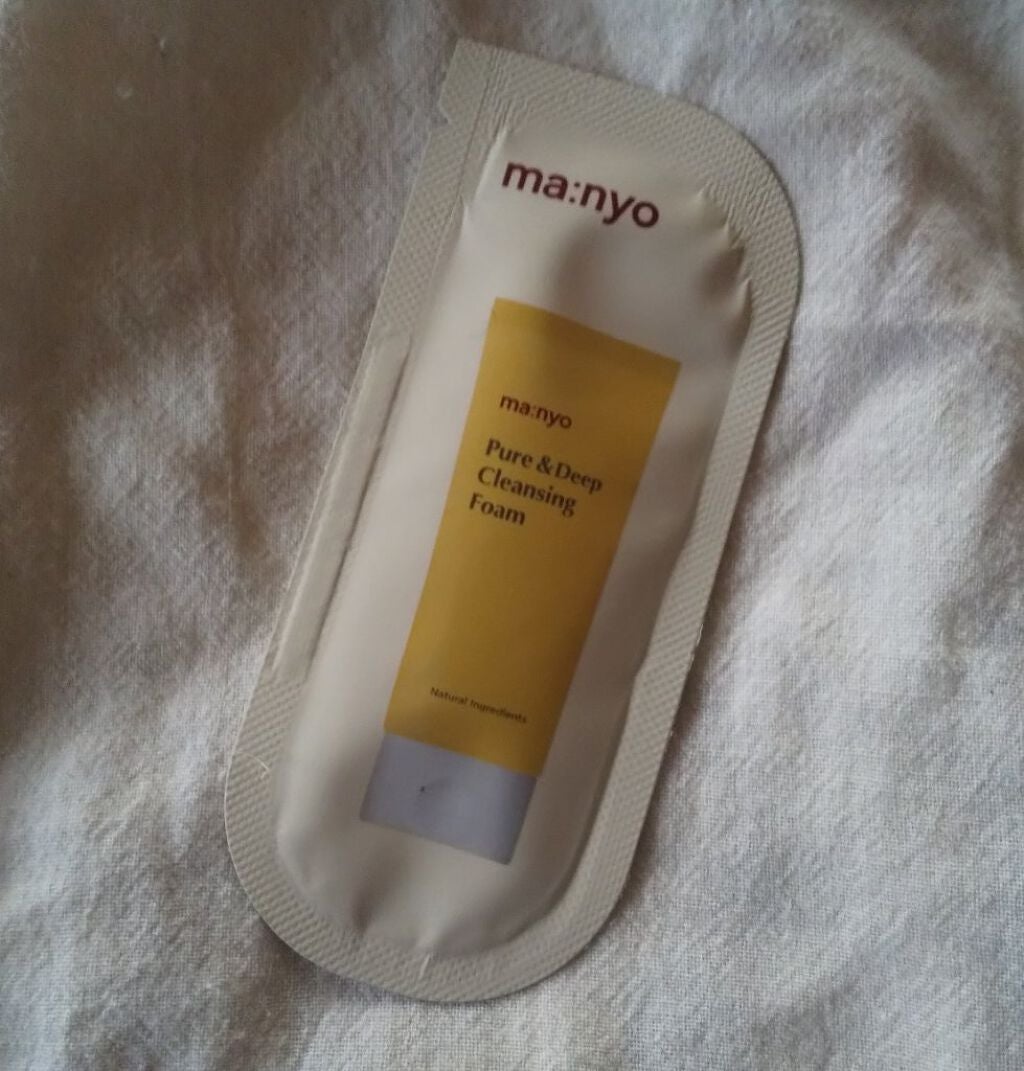 ma:nyo
ma:nyo
Pure & Deep
Cleansing
Foam
Natural Ingredients